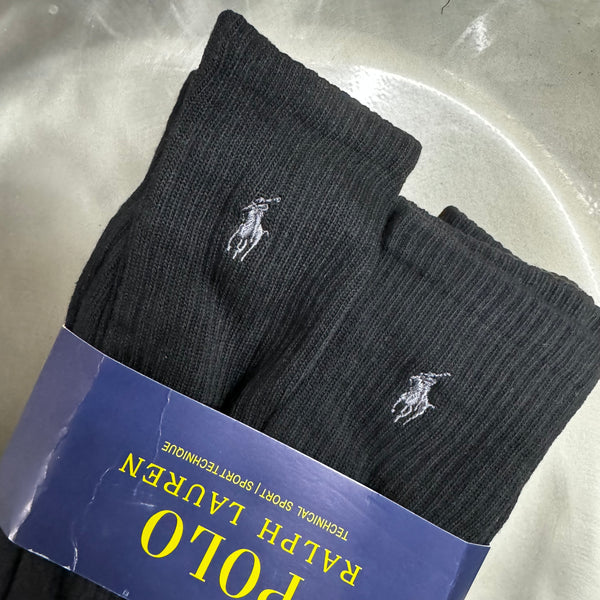 POLO
RALPH LAUREN
TECHNICAL SPORT | SPORT TECHNIQUE